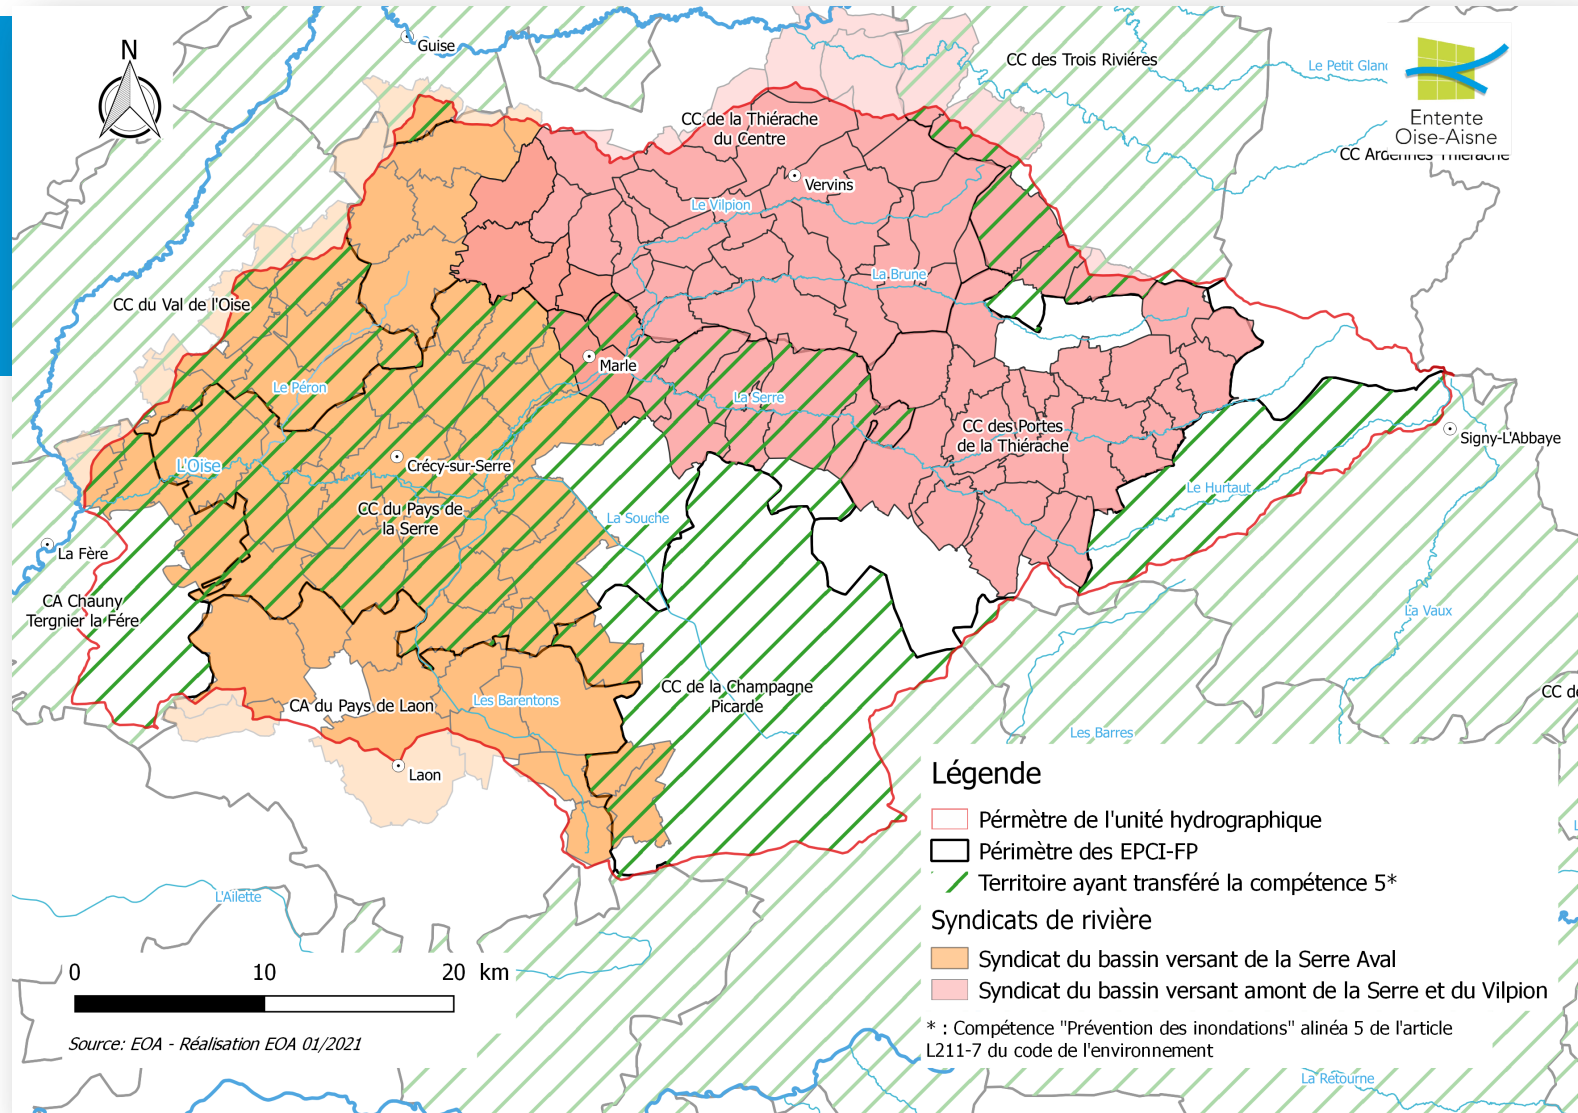 N
Guise
CC des Trois Riviéres
Le Petit Glan
Entente
Oise-Aisne
CC Ardennes Thiérache
CC de la Thiérache
du Centre
Vervins
Le Vilpion
La Brune
CC du Val de l'Oise
Le Péron
Marle
La Serre
CC des Portes
de la Thiérache
Signy-L'Abbaye
L'Oise
Crécy-sur-Serre
Le Hurtaut
CC du Pays de
la Serre
La Souche
La Fère
CA Chauny
Tergnier la Fére
La Vaux
CC de la Champagne
Picarde
CC d
CA du Pays de Laon
Les Barentons
Les Barres
Laon
L'Ailette
Légende
Pérmètre de l'unité hydrographique
Périmètre des EPCI-FP
Territoire ayant transféré la compétence 5*
Syndicats de rivière
Syndicat du bassin versant de la Serre Aval
Syndicat du bassin versant amont de la Serre et du Vilpion
* : Compétence "Prévention des inondations" alinéa 5 de l'article
L211-7 du code de l'environnement
0 10 20 km
Source: EOA - Réalisation EOA 01/2021
La Retourne